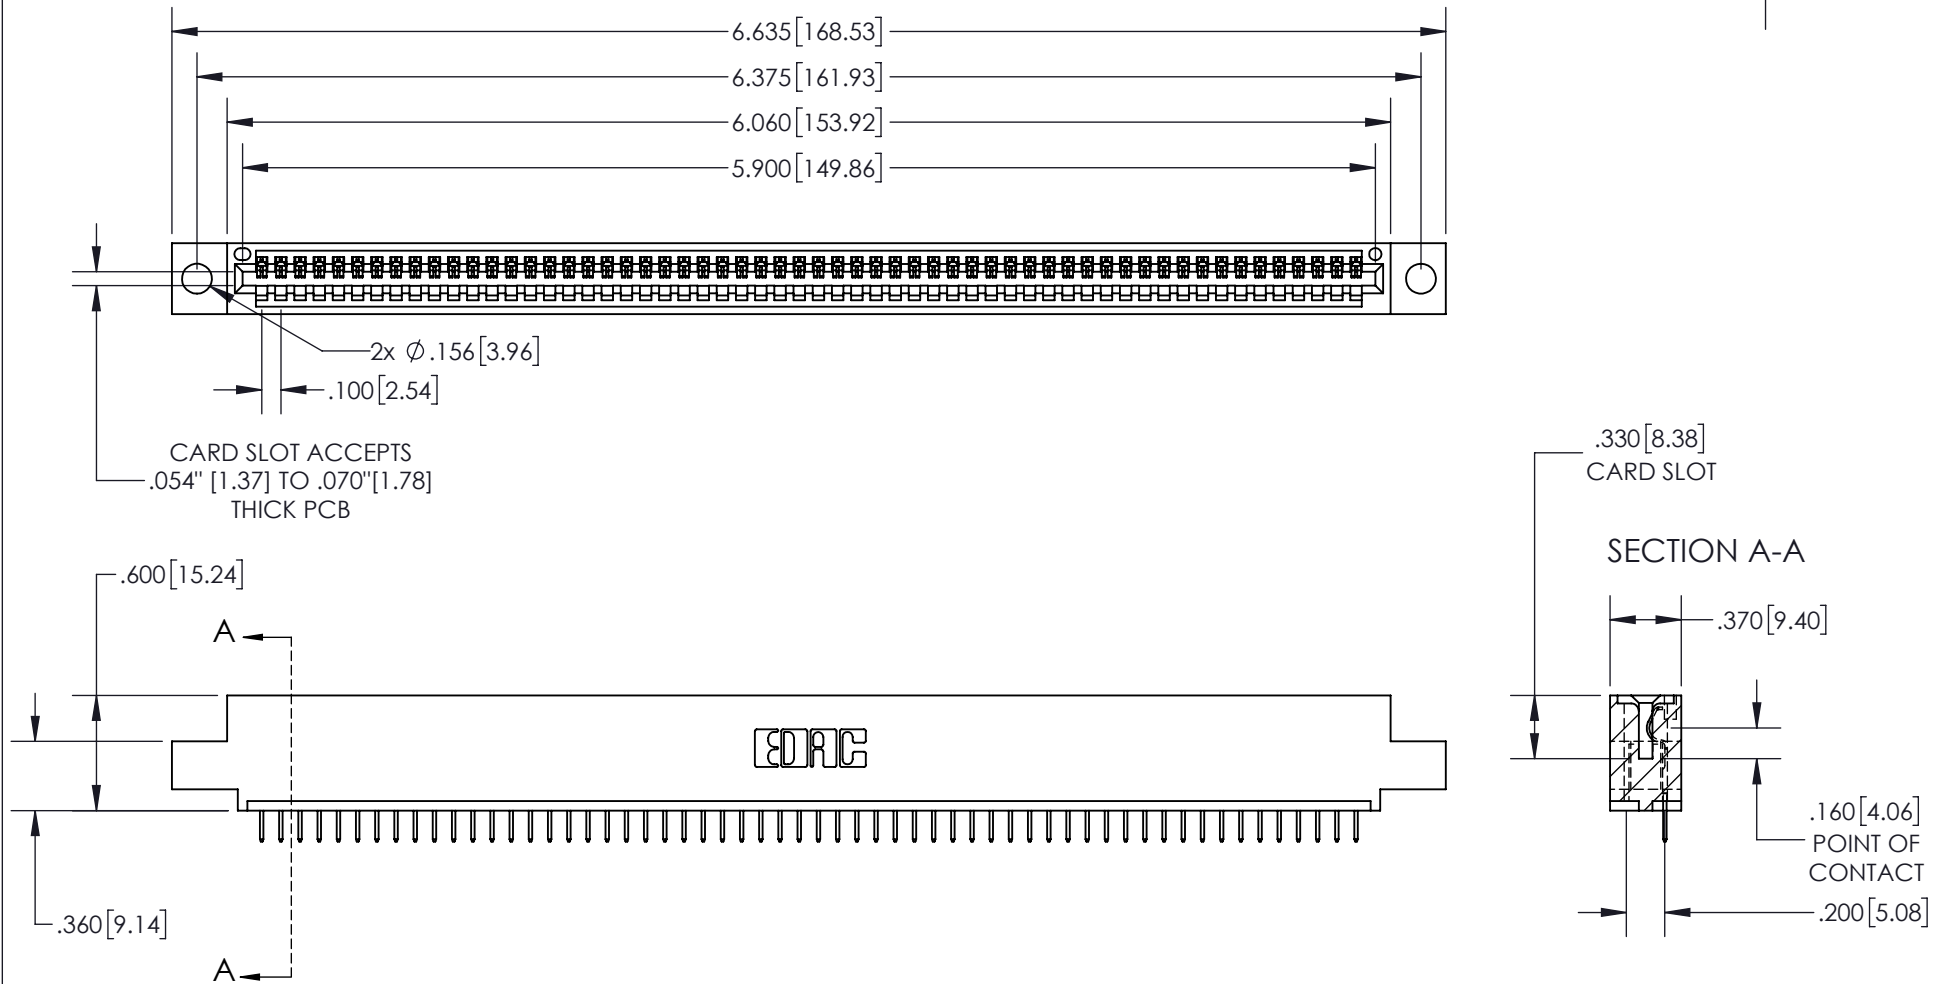 6.635[168.53]
6.375[161.93]
6.060[153.92]
5.900[149.86]
2x ∅.156[3.96]
.100[2.54]
CARD SLOT ACCEPTS
.054" [1.37] TO .070"[1.78]
THICK PCB
.330[8.38]
CARD SLOT
SECTION A-A
.600[15.24]
A
.370[9.40]
EDAC
.160[4.06]
POINT OF
CONTACT
.200[5.08]
.360[9.14]
A